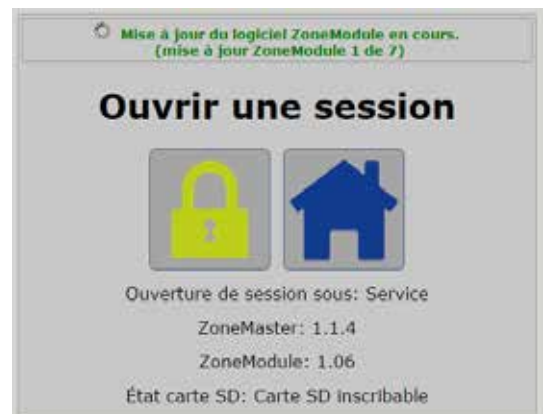 Mise à jour du logiciel ZoneModule en cours.
(mise à jour ZoneModule 1 de 7)
Ouvrir une session
Ouverture de session sous: Service
ZoneMaster: 1.1.4
ZoneModule: 1.06
État carte SD: Carte SD inscribable